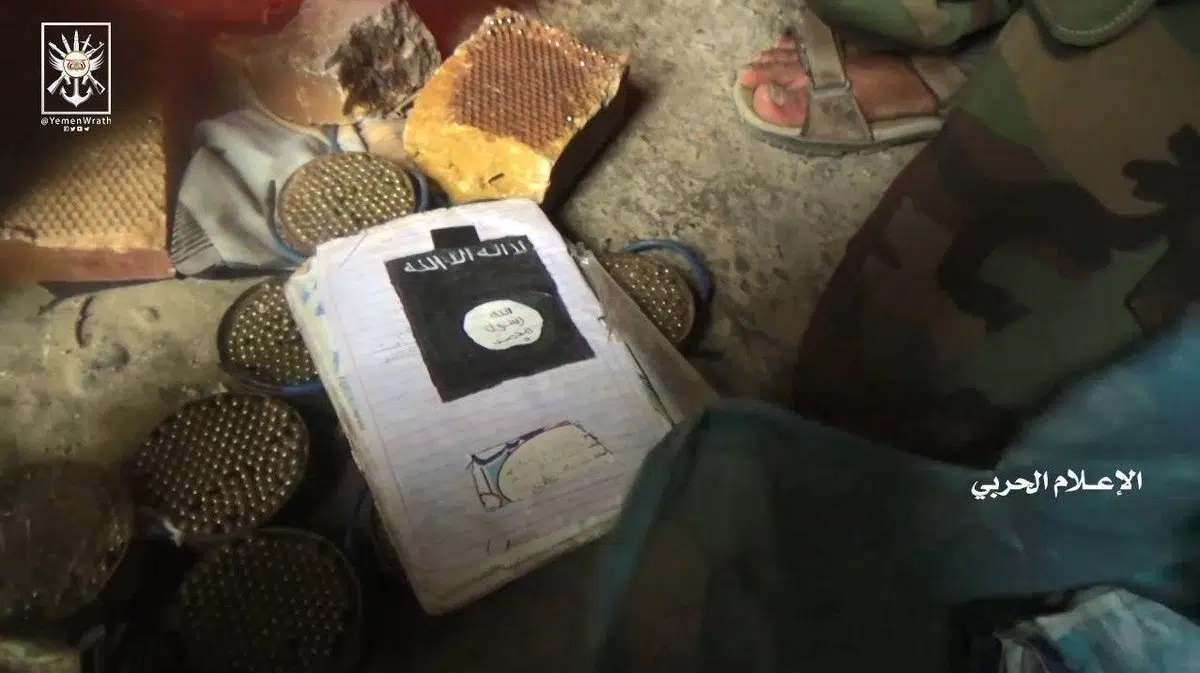 @YemenWrath
لا اله الا الله
الله
رسول
محمد
الإعلام الحربي